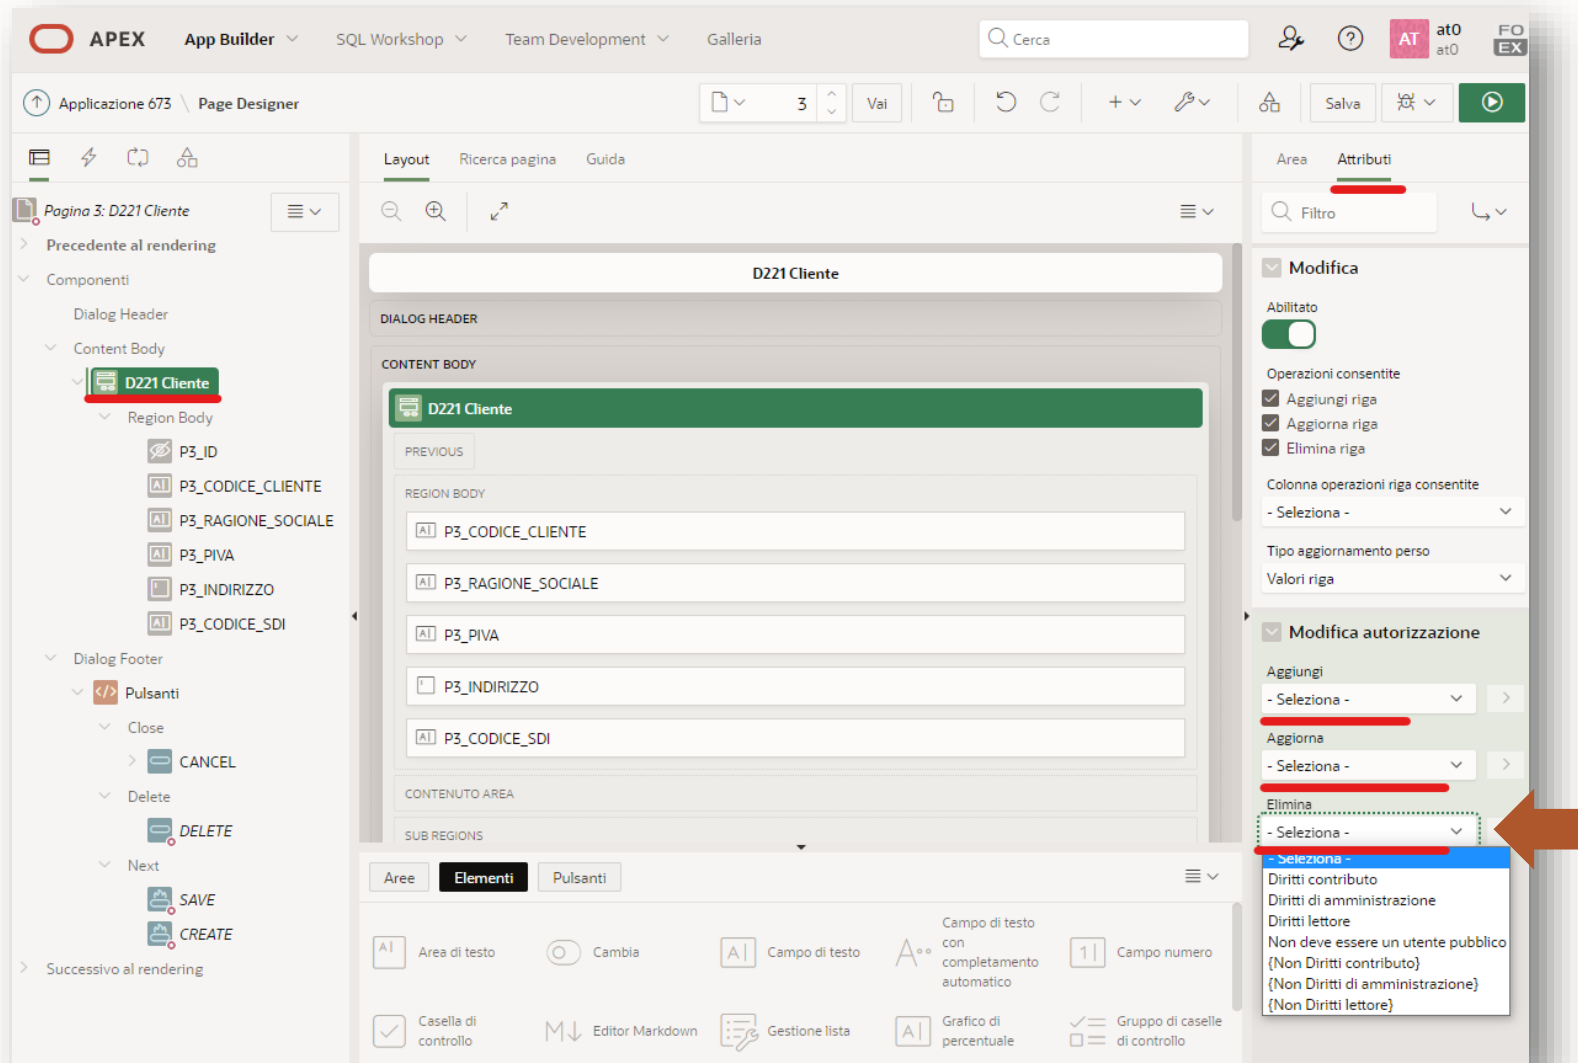 APEX
App Builder
SQL Workshop
Team Development
Galleria
Cerca
AT
at0
at0
FO
EX
Applicazione 673 \ Page Designer
3
Vai
Salva
Pagina 3: D221 Cliente
Precedente al rendering
Componenti
Dialog Header
Content Body
D221 Cliente
Region Body
P3_ID
P3_CODICE_CLIENTE
P3_RAGIONE_SOCIALE
P3_PIVA
P3_INDIRIZZO
P3_CODICE_SDI
Dialog Footer
Pulsanti
Close
CANCEL
Delete
DELETE
Next
SAVE
CREATE
Successivo al rendering
Layout
Ricerca pagina
Guida
D221 Cliente
DIALOG HEADER
CONTENT BODY
D221 Cliente
PREVIOUS
REGION BODY
P3_CODICE_CLIENTE
P3_RAGIONE_SOCIALE
P3_PIVA
P3_INDIRIZZO
P3_CODICE_SDI
CONTENUTO AREA
SUB REGIONS
Aree
Elementi
Pulsanti
Area di testo
Cambia
Campo di testo
Campo di testo
con
completamento
automatico
Campo numero
Casella di
controllo
Editor Markdown
Gestione lista
Grafico di
percentuale
Gruppo di caselle
di controllo
Area
Attributi
Filtro
Modifica
Abilitato
Operazioni consentite
Aggiungi riga
Aggiorna riga
Elimina riga
Colonna operazioni riga consentite
- Seleziona -
Tipo aggiornamento perso
Valori riga
Modifica autorizzazione
Aggiungi
- Seleziona -
Aggiorna
- Seleziona -
Elimina
- Seleziona -
- Seleziona -
Diritti contributo
Diritti di amministrazione
Diritti lettore
Non deve essere un utente pubblico
{Non Diritti contributo}
{Non Diritti di amministrazione}
{Non Diritti lettore}